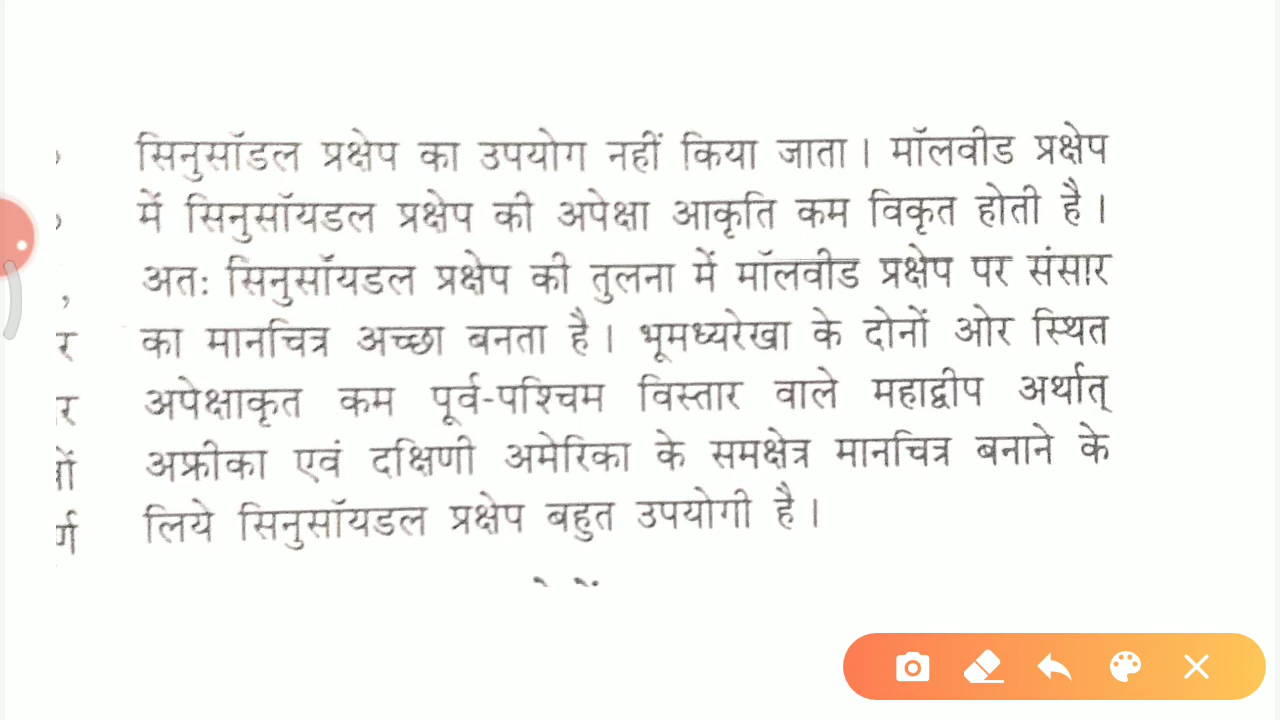 सिनुसॉडल प्रक्षेप का उपयोग नहीं किया जाता। मॉलवीड प्रक्षेप
में सिनुसॉयडल प्रक्षेप की अपेक्षा आकृति कम विकृत होती है।
अतः सिनुसॉयडल प्रक्षेप की तुलना में मॉलवीड प्रक्षेप पर संसार
का मानचित्र अच्छा बनता है। भूमध्यरेखा के दोनों ओर स्थित
अपेक्षाकृत कम पूर्व-पश्चिम विस्तार वाले महाद्वीप अर्थात्
अफ्रीका एवं दक्षिणी अमेरिका के समक्षेत्र मानचित्र बनाने के
लिये सिनुसॉयडल प्रक्षेप बहुत उपयोगी है।